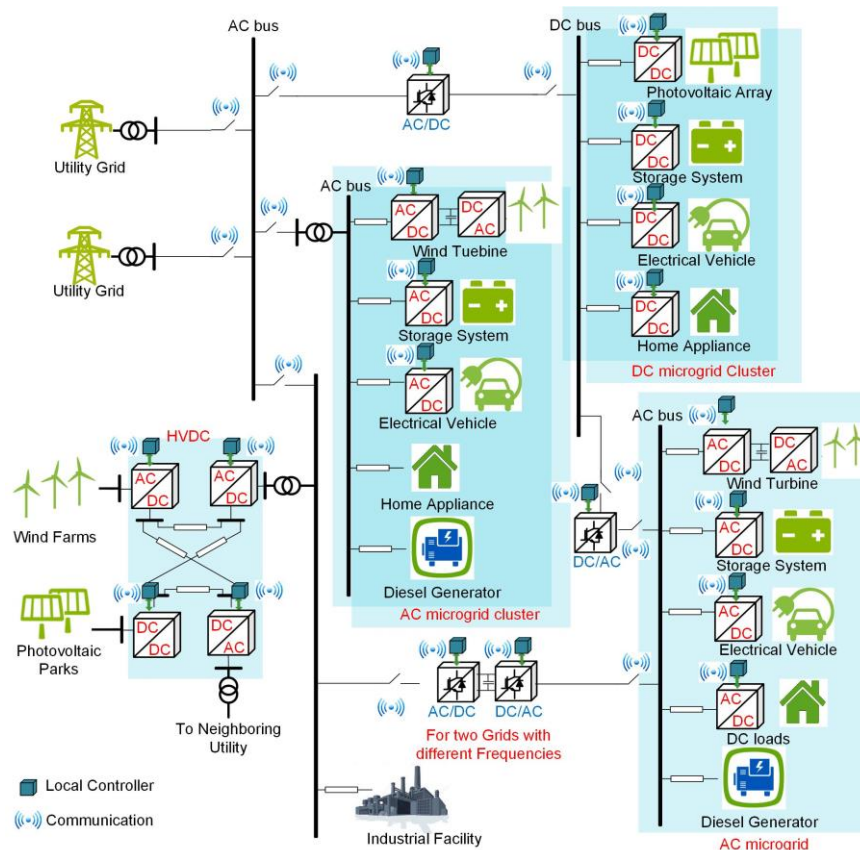 AC bus
DC bus
DC
DC
Photovoltaic Array
AC/DC
Utility Grid
DC
DC
Storage System
AC bus
AC
DC
DC
AC
Wind Tuebine
DC
DC
Electrical Vehicle
Utility Grid
AC
DC
Storage System
DC
DC
Home Appliance
DC microgrid Cluster
AC
DC
Electrical Vehicle
AC bus
HVDC
AC
DC
AC
DC
Wind Farms
Home Appliance
AC
DC
DC
AC
Wind Turbine
DC/AC
AC
DC
Storage System
Diesel Generator
AC microgrid cluster
DC
DC
DC
AC
Photovoltaic
Parks
AC
DC
Electrical Vehicle
To Neighboring
Utility
AC/DC
DC/AC
For two Grids with
different Frequencies
AC
DC
DC loads
Local Controller
Communication
Industrial Facility
Diesel Generator
AC microgrid